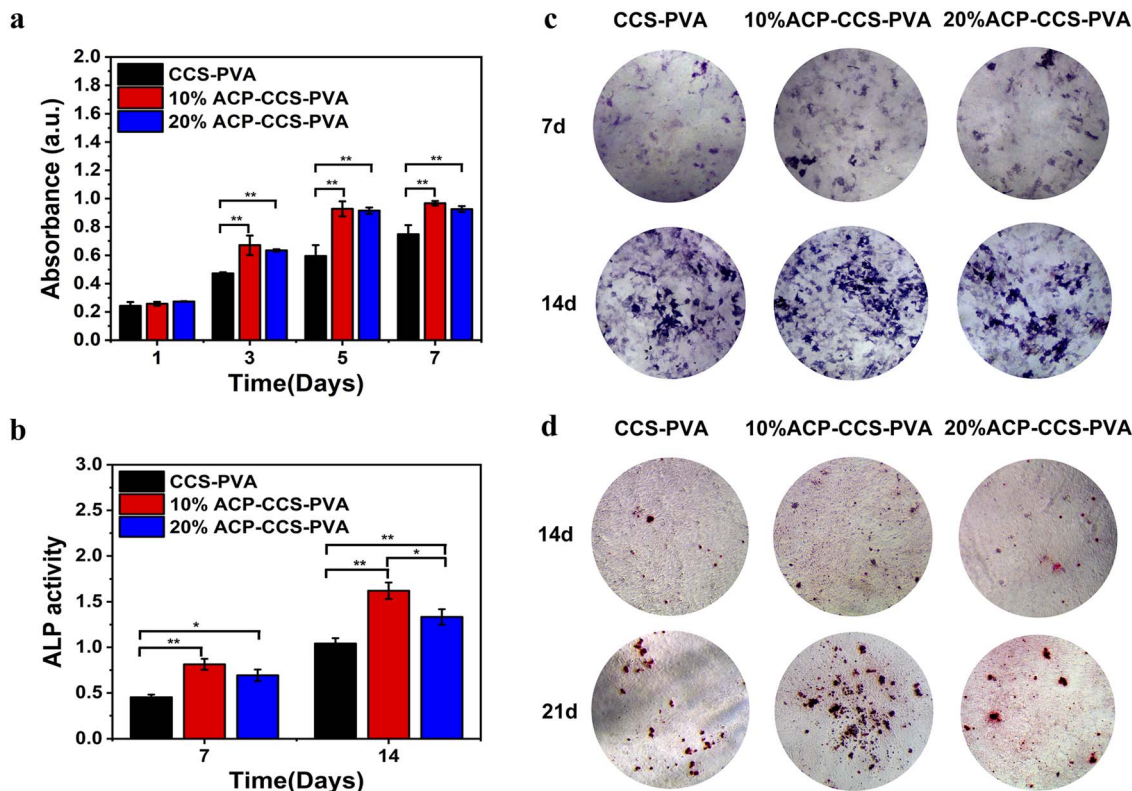 a
2.0
1.8
1.6
1.4
1.2
1.0
0.8
0.6
0.4
0.2
0.0
Absorbance (a.u.)
CCS-PVA
10% ACP-CCS-PVA
20% ACP-CCS-PVA
**
**
**
**
**
**
1 3 5 7
Time(Days)
b
3.0
2.5
2.0
1.5
1.0
0.5
0.0
ALP activity
CCS-PVA
10% ACP-CCS-PVA
20% ACP-CCS-PVA
*
**
**
**
*
7 14
Time(Days)
c
CCS-PVA 10%ACP-CCS-PVA 20%ACP-CCS-PVA
7d
14d
d
CCS-PVA 10%ACP-CCS-PVA 20%ACP-CCS-PVA
14d
21d